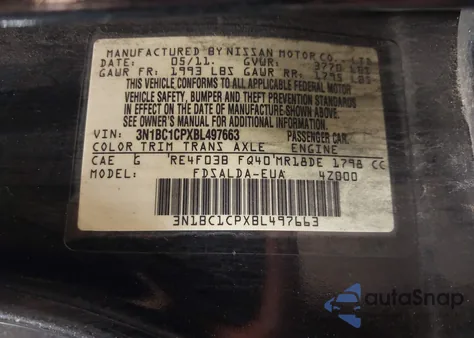 MANUFACTURED BY NISSAN MOTOR CO., LTD.
DATE: 05/11. GVWR: 3770 LBS
GAWR FR: 1993 LBS GAWR RR: 1795 LBS
THIS VEHICLE CONFORMS TO ALL APPLICABLE FEDERAL MOTOR
VEHICLE SAFETY, BUMPER AND THEFT PREVENTION STANDARDS
IN EFFECT ON THE DATE OF MANUFACTURE SHOWN ABOVE.
SEE OWNER'S MANUAL FOR ADDITIONAL INFORMATION
VIN: 3N1BC1CPXBL497663 PASSENGER CAR.
COLOR TRIM TRANS AXLE ENGINE
CAE G RE4F03B FQ40 MR18DE 1798 CC
MODEL: FDSALDA-EUA 4Z000
3N1BC1CPXBL497663
autoSnap